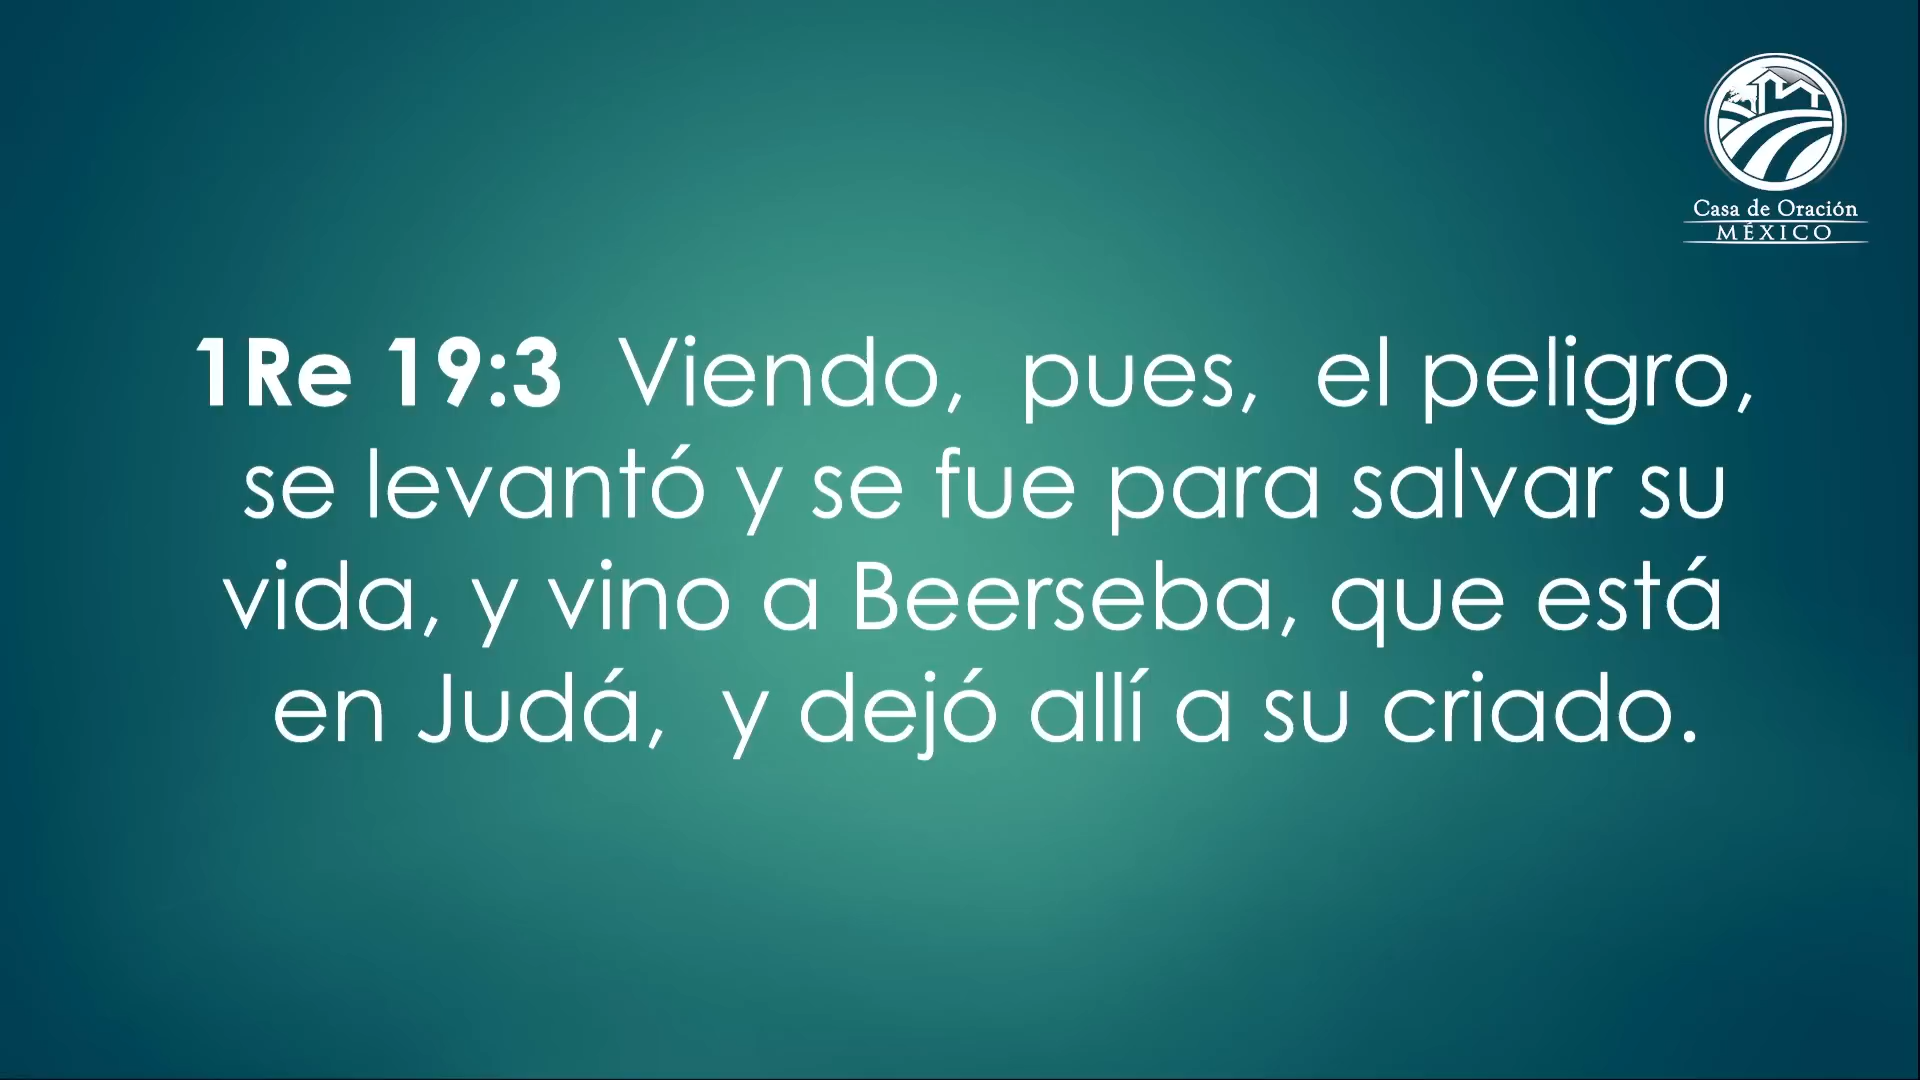 Casa de Oración
MÉXICO
1Re 19:3 Viendo, pues, el peligro,
se levantó y se fue para salvar su
vida, y vino a Beerseba, que está
en Judá, y dejó allí a su criado.